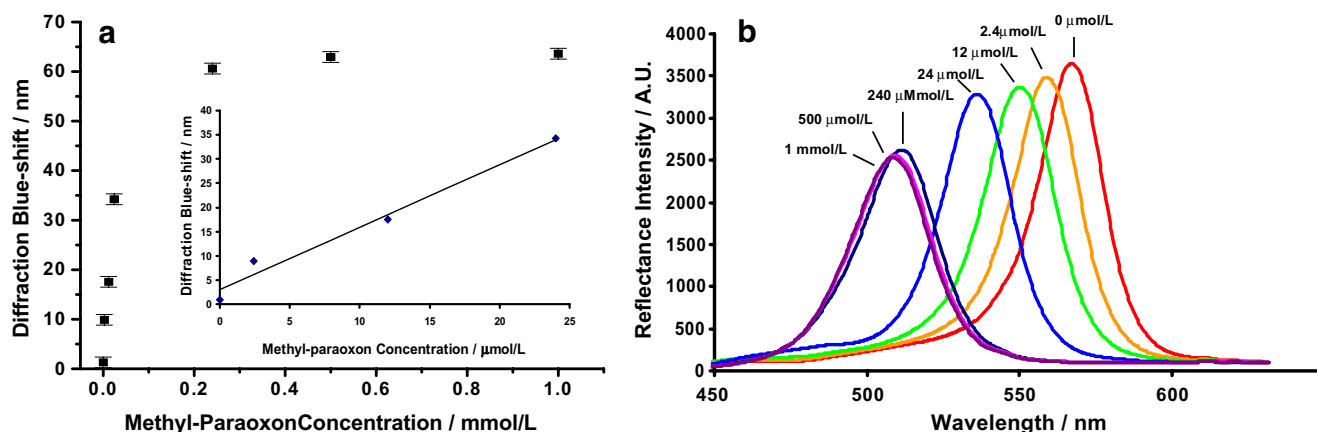 a
70
60
50
40
30
20
10
0
Diffraction Blue-shift / nm
0.0 0.2 0.4 0.6 0.8 1.0
Methyl-ParaoxonConcentration / mmol/L
40
35
30
25
20
15
10
5
0
Diffraction Blue-shift / nm
0 5 10 15 20 25
Methyl-paraoxon Concentration / μmol/L
b
4000
3500
3000
2500
2000
1500
1000
500
0
Reflectance Intensity / A.U.
450 500 550 600
Wavelength / nm
0 μmol/L
2.4μmol/L
12 μmol/L
24 μmol/L
240 μMmol/L
500 μmol/L
1 mmol/L